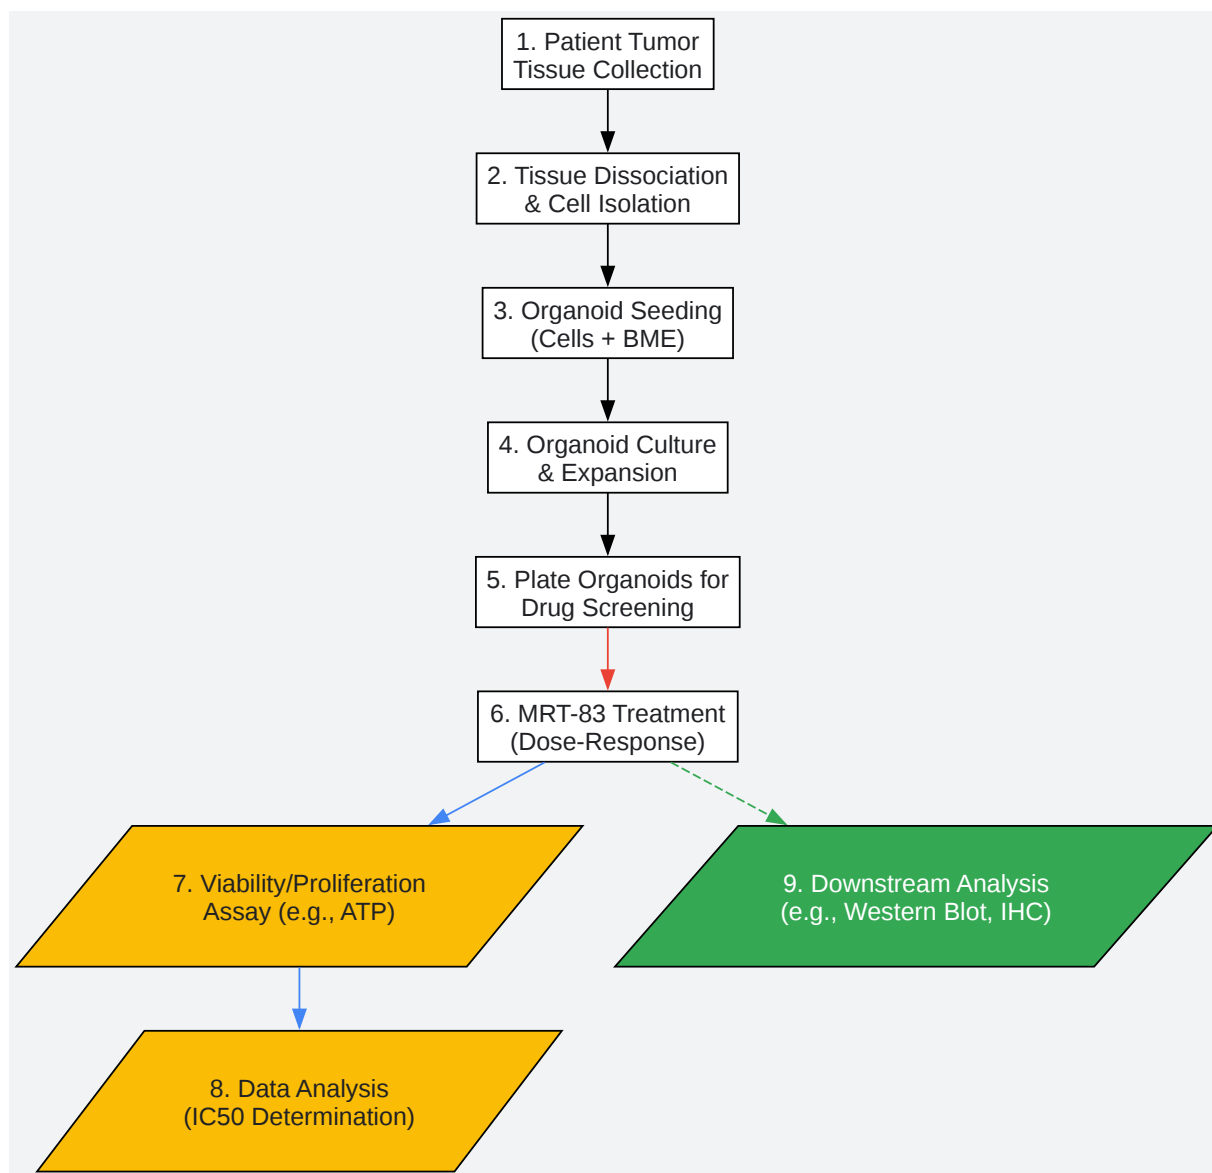 1. Patient Tumor
Tissue Collection
2. Tissue Dissociation
& Cell Isolation
3. Organoid Seeding
(Cells + BME)
4. Organoid Culture
& Expansion
5. Plate Organoids for
Drug Screening
6. MRT-83 Treatment
(Dose-Response)
7. Viability/Proliferation
Assay (e.g., ATP)
9. Downstream Analysis
(e.g., Western Blot, IHC)
8. Data Analysis
(IC50 Determination)